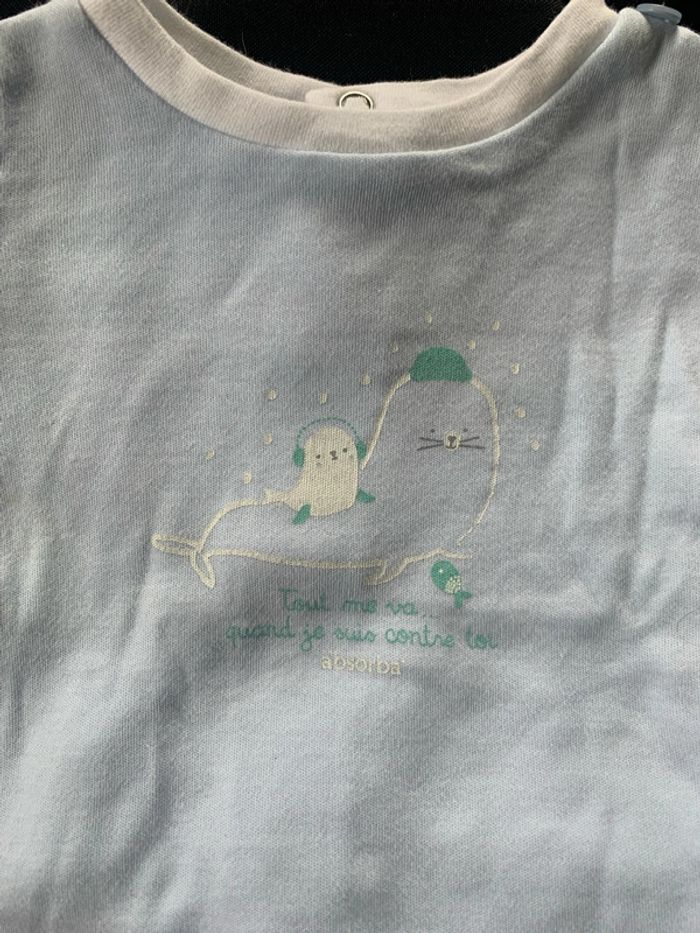 Tout me va...
quand je suis contre toi
absorba